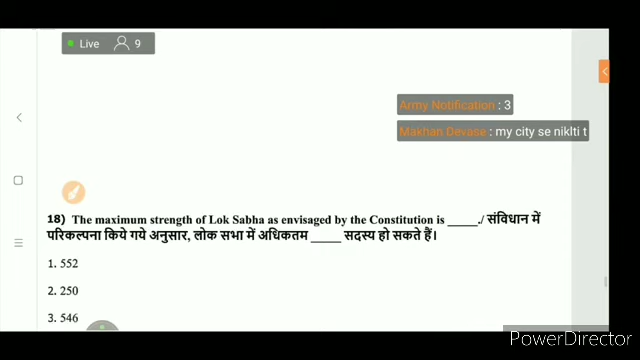 Live 9
Army Notification : 3
Makhan Devase : my city se niklti t
18) The maximum strength of Lok Sabha as envisaged by the Constitution is _____./ संविधान में
परिकल्पना किये गये अनुसार, लोक सभा में अधिकतम _____ सदस्य हो सकते हैं।
1. 552
2. 250
3. 546
PowerDirector